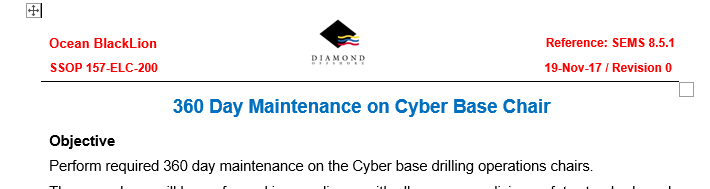 Ocean BlackLion
Reference: SEMS 8.5.1
DIAMOND
OFFSHORE
SSOP 157-ELC-200
19-Nov-17 / Revision 0
360 Day Maintenance on Cyber Base Chair
Objective
Perform required 360 day maintenance on the Cyber base drilling operations chairs.